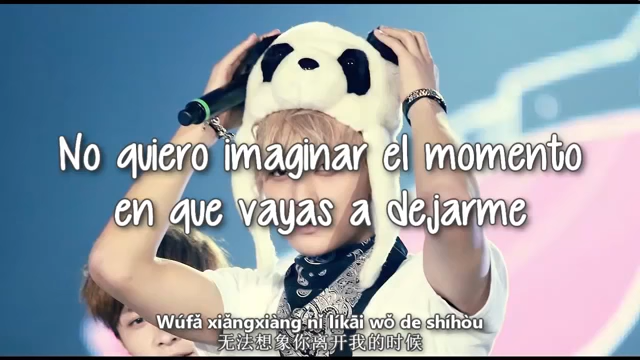 No quiero imaginar el momento
en que vayas a dejarme
Wúfǎ xiǎngxiàng nǐ líkāi wǒ de shíhòu
无法想象你离开我的时候